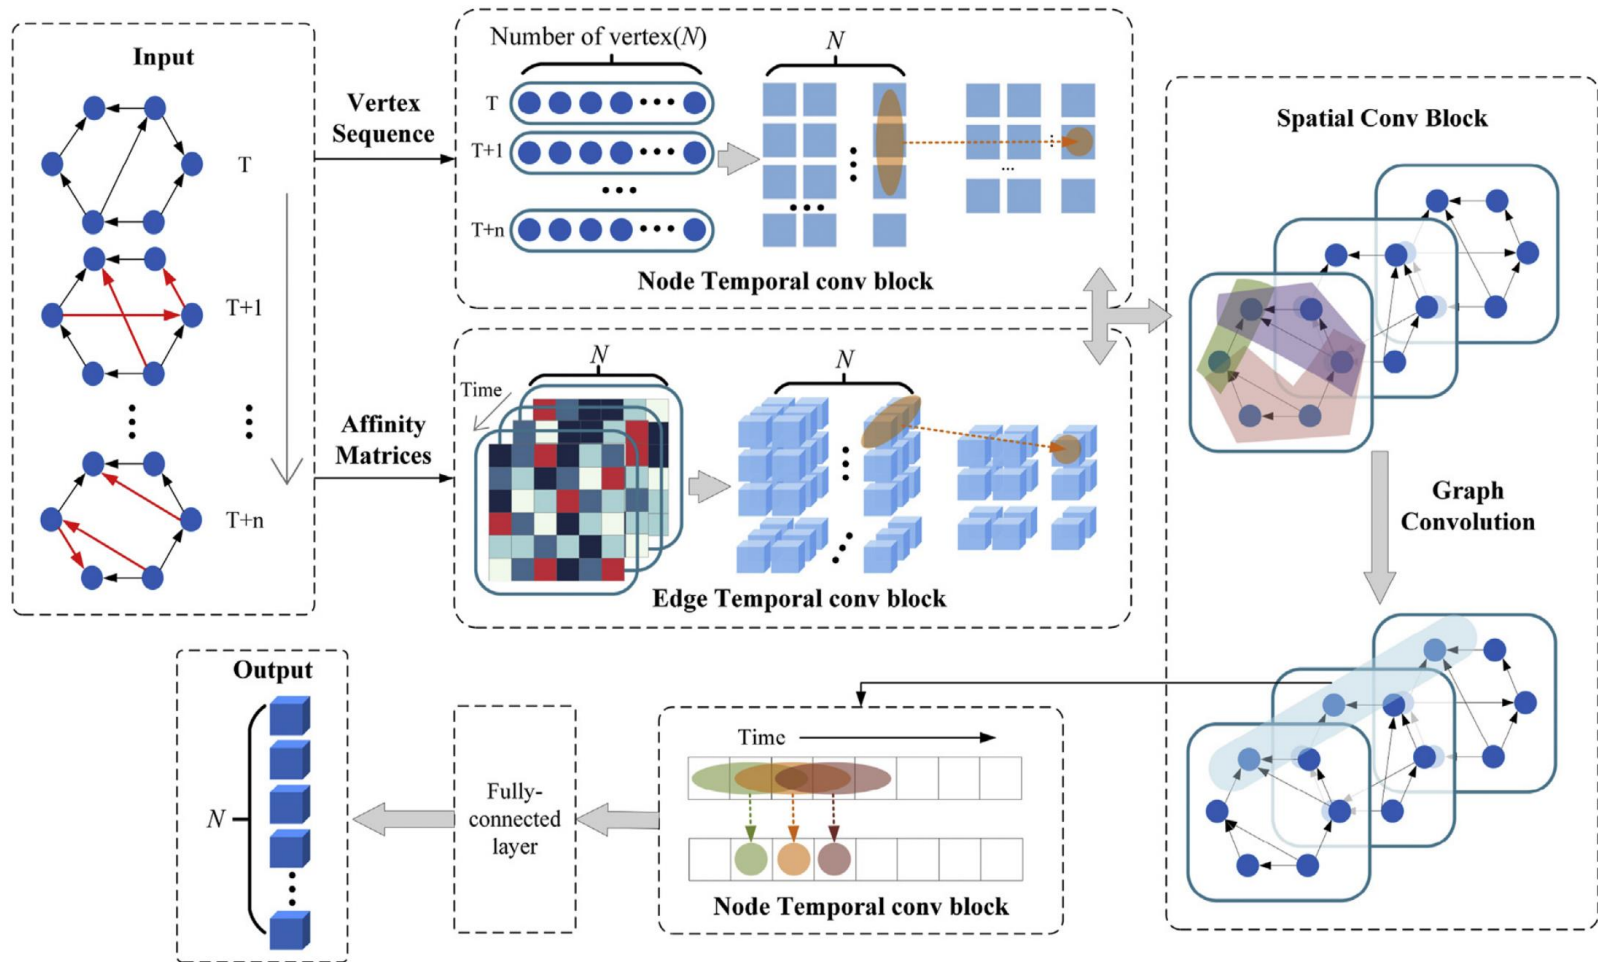 Input
T
T+1
T+n
Vertex
Sequence
Affinity
Matrices
Number of vertex(N)
T
T+1
T+n
N
Node Temporal conv block
Time
N
N
Edge Temporal conv block
Spatial Conv Block
Graph
Convolution
Time
Node Temporal conv block
Fully-
connected
layer
Output
N